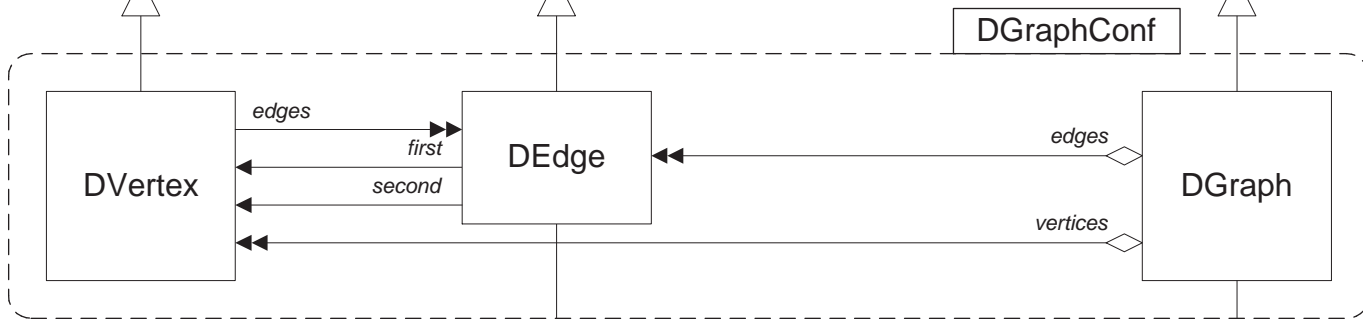 DGraphConf
edges
edges
first
DEdge
DVertex
second
DGraph
vertices